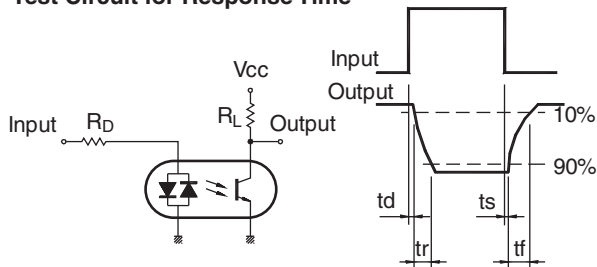 Test Circuit for Response Time
Input
Output
Vcc
RL
Output
Input
RD
10%
90%
td
ts
tr
tf